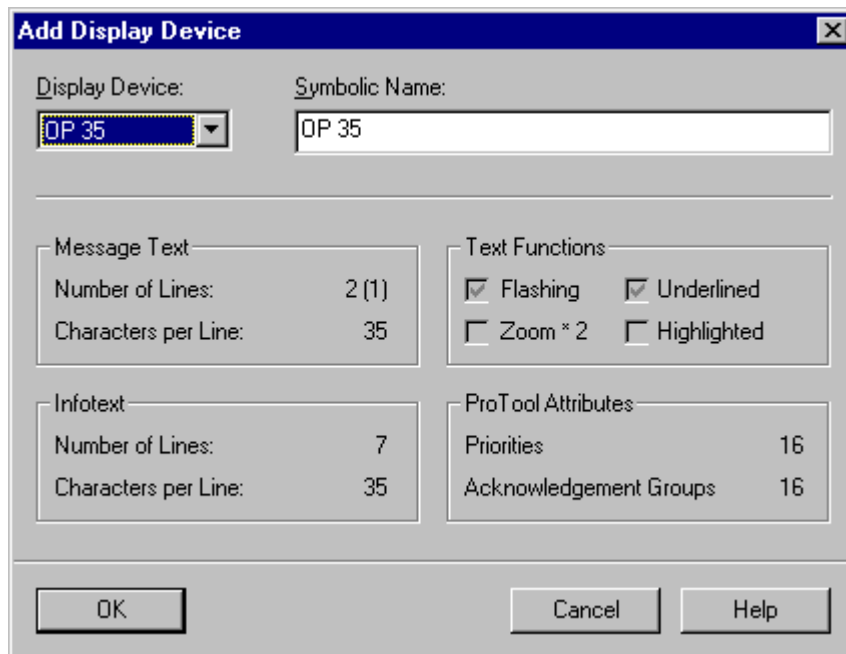 Add Display Device
Display Device:
OP 35
Symbolic Name:
OP 35
Message Text
Number of Lines: 2 (1)
Characters per Line: 35
Text Functions
Flashing Underlined
Zoom * 2 Highlighted
Infotext
Number of Lines: 7
Characters per Line: 35
ProTool Attributes
Priorities 16
Acknowledgement Groups 16
OK Cancel Help